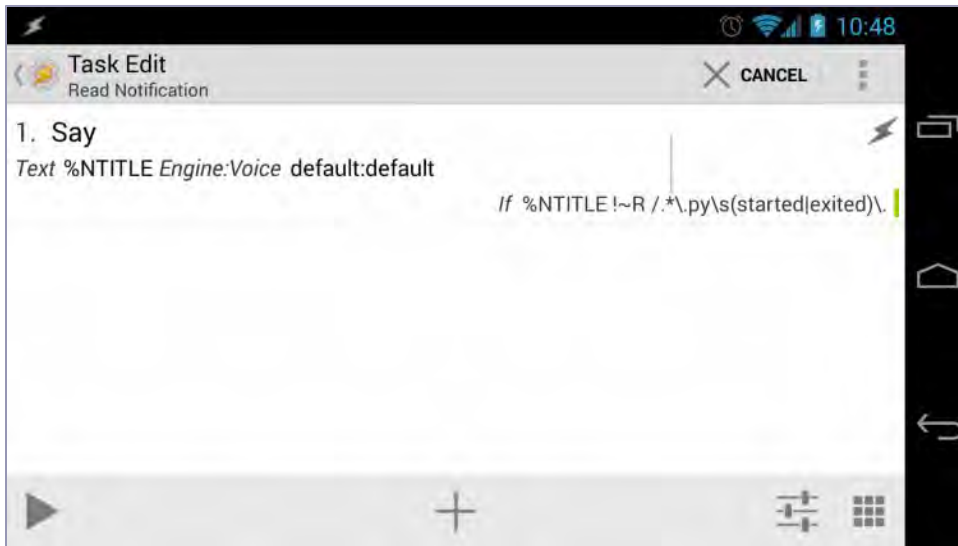 10:48
Task Edit
Read Notification
CANCEL
1. Say
Text %NTITLE Engine:Voice default:default
If %NTITLE !~R /.*\.py\s(started|exited)\.